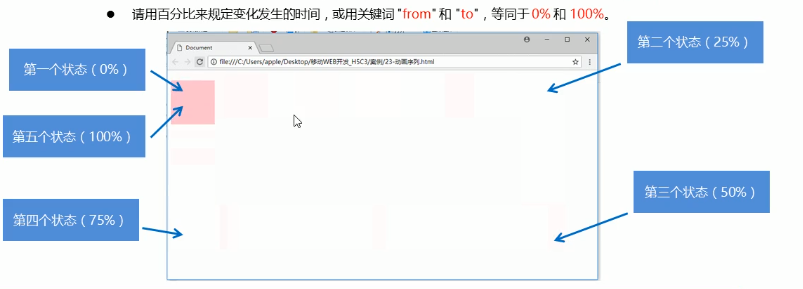 ● 请用百分比来规定变化发生的时间，或用关键词 "from" 和 "to"，等同于 0% 和 100%。
第一个状态（0%）
第二个状态（25%）
Document
file:///C:/Users/apple/Desktop/移动WEB开发_H5C3/案例/23-动画序列.html
第五个状态（100%）
第三个状态（50%）
第四个状态（75%）